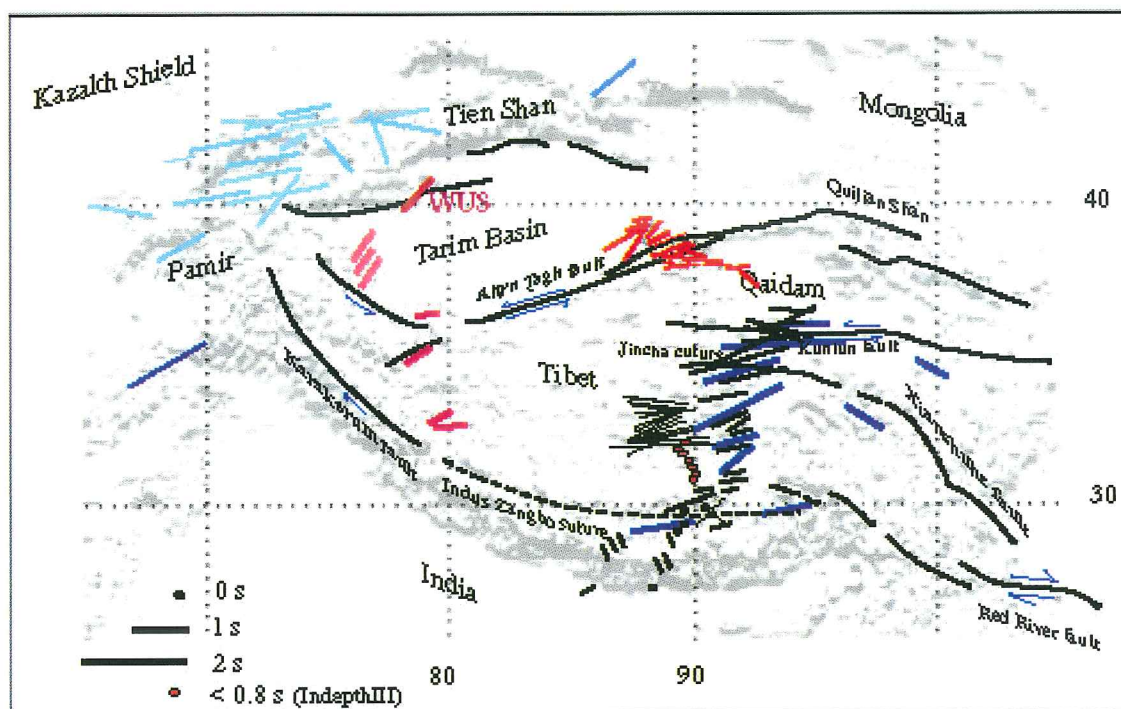 Kazakh Shield
Tien Shan
Mongolia
WUS
Quilian Shan
40
Tarim Basin
Pamir
Altyn Tagh fault
Qaidam
Jincha suture
Kunlun fault
Tibet
Karakoram fault
Indus Zangbo suture
30
India
0 s
1 s
2 s
< 0.8 s (IndepthIII)
80
90
Red River fault